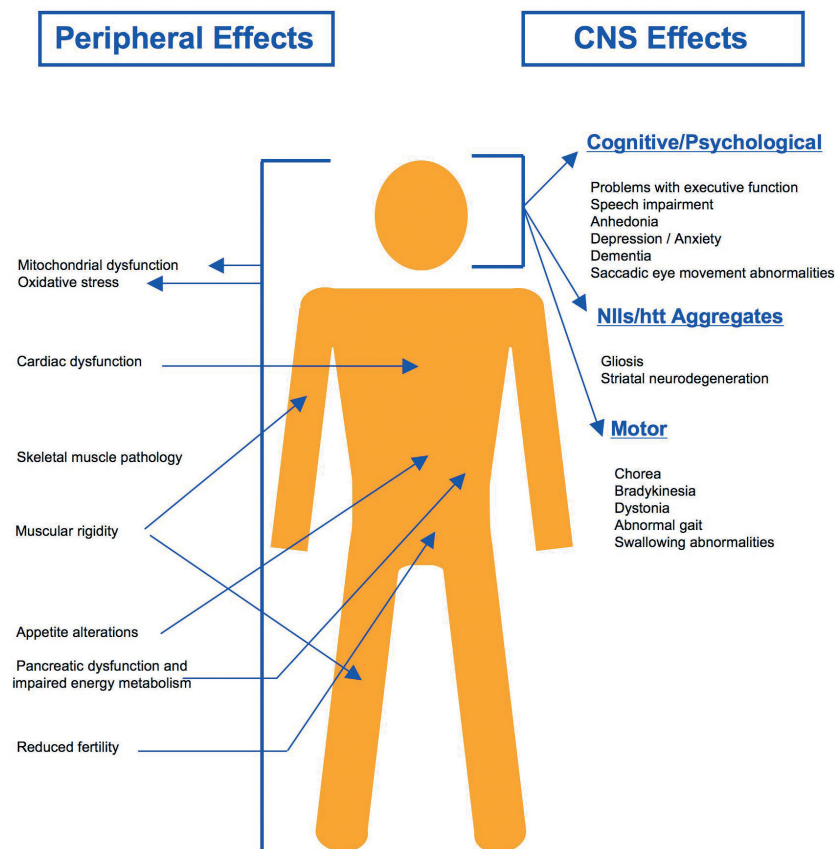 Peripheral Effects
CNS Effects
Cognitive/Psychological
Problems with executive function
Speech impairment
Anhedonia
Depression / Anxiety
Dementia
Saccadic eye movement abnormalities
Mitochondrial dysfunction
Oxidative stress
NIIs/htt Aggregates
Gliosis
Striatal neurodegeneration
Cardiac dysfunction
Motor
Chorea
Bradykinesia
Dystonia
Abnormal gait
Swallowing abnormalities
Skeletal muscle pathology
Muscular rigidity
Appetite alterations
Pancreatic dysfunction and
impaired energy metabolism
Reduced fertility